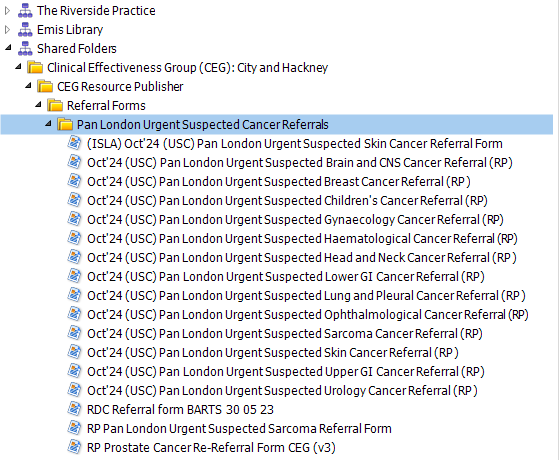 The Riverside Practice
Emis Library
Shared Folders
Clinical Effectiveness Group (CEG): City and Hackney
CEG Resource Publisher
Referral Forms
Pan London Urgent Suspected Cancer Referrals
(ISLA) Oct'24 (USC) Pan London Urgent Suspected Skin Cancer Referral Form
Oct'24 (USC) Pan London Urgent Suspected Brain and CNS Cancer Referral (RP)
Oct'24 (USC) Pan London Urgent Suspected Breast Cancer Referral (RP)
Oct'24 (USC) Pan London Urgent Suspected Children's Cancer Referral (RP)
Oct'24 (USC) Pan London Urgent Suspected Gynaecology Cancer Referral (RP)
Oct'24 (USC) Pan London Urgent Suspected Haematological Cancer Referral (RP)
Oct'24 (USC) Pan London Urgent Suspected Head and Neck Cancer Referral (RP)
Oct'24 (USC) Pan London Urgent Suspected Lower GI Cancer Referral (RP)
Oct'24 (USC) Pan London Urgent Suspected Lung and Pleural Cancer Referral (RP)
Oct'24 (USC) Pan London Urgent Suspected Ophthalmological Cancer Referral (RP)
Oct'24 (USC) Pan London Urgent Suspected Sarcoma Cancer Referral (RP)
Oct'24 (USC) Pan London Urgent Suspected Skin Cancer Referral (RP)
Oct'24 (USC) Pan London Urgent Suspected Upper GI Cancer Referral (RP)
Oct'24 (USC) Pan London Urgent Suspected Urology Cancer Referral (RP)
RDC Referral form BARTS 30 05 23
RP Pan London Urgent Suspected Sarcoma Referral Form
RP Prostate Cancer Re-Referral Form CEG (v3)